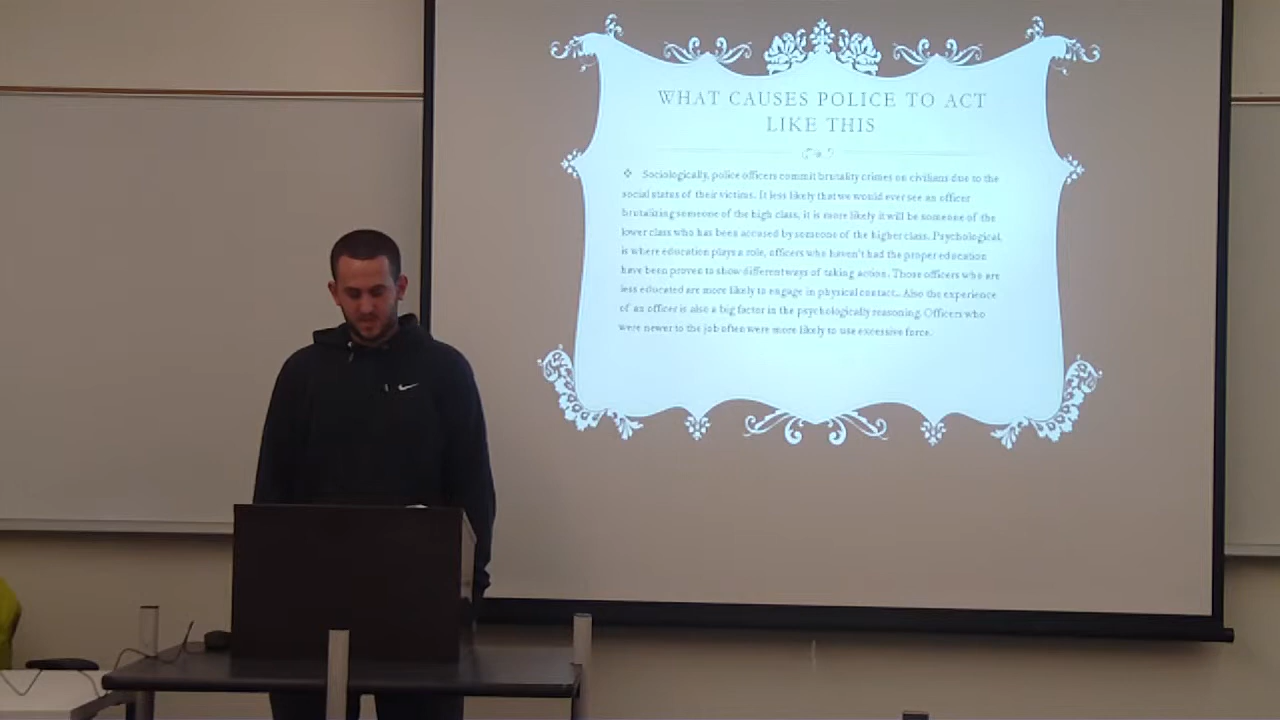 WHAT CAUSES POLICE TO ACT
LIKE THIS
Sociologically, police officers commit brutality crimes on civilians due to the
social status of their victims. It less likely that we would ever see an officer
brutalizing someone of the high class, it is more likely it will be someone of the
lower class who has been accused by someone of the higher class. Psychological,
is where education plays a role, officers who haven't had the proper education
have been proven to show different ways of taking action. Those officers who are
less educated are more likely to engage in physical contact.. Also the experience
of an officer is also a big factor in the psychologically reasoning. Officers who
were newer to the job often were more likely to use excessive force.